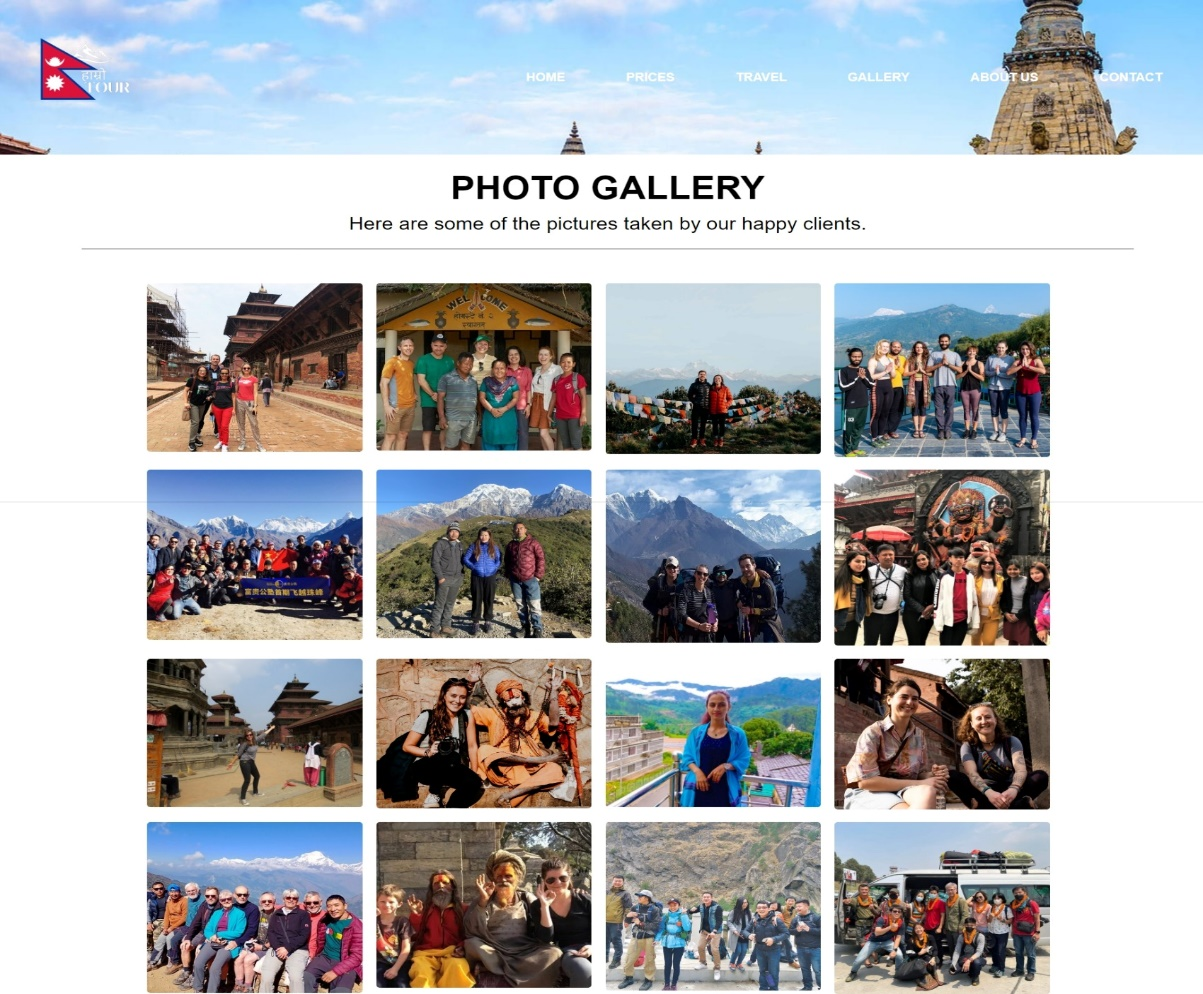 हाम्रो
TOUR
HOME PRICES TRAVEL GALLERY ABOUT US CONTACT
PHOTO GALLERY
Here are some of the pictures taken by our happy clients.
WELCOME